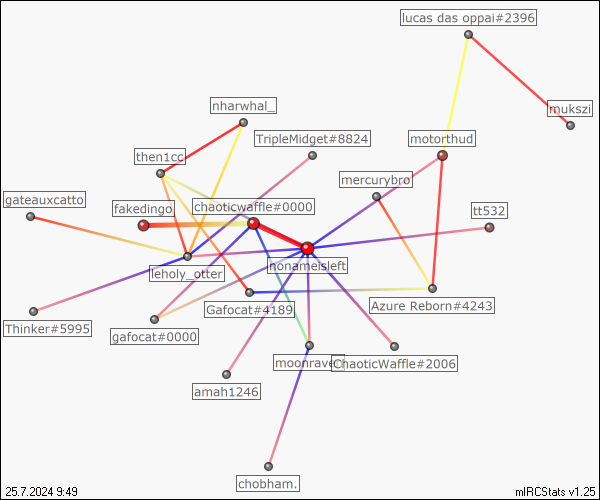 lucas das oppai#2396
nharwhal_
mukszi
TripleMidget#8824
motorthud
then1cc
mercurybro
gateauxcatto
fakedingo
chaoticwaffle#0000
tt532
nonameisleft
leholy_otter
Gafocat#4189
Azure Reborn#4243
Thinker#5995
gafocat#0000
moonraven
ChaoticWaffle#2006
amah1246
chobham.
25.7.2024 9:49
mIRCStats v1.25